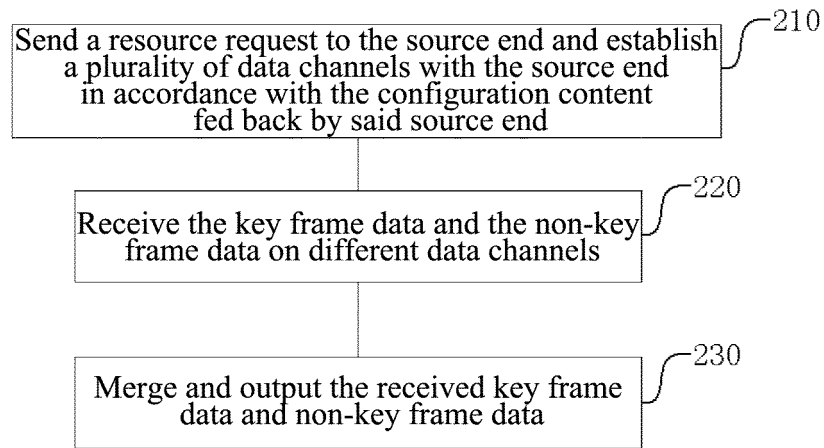 210
Send a resource request to the source end and establish
a plurality of data channels with the source end
in accordance with the configuration content
fed back by said source end
220
Receive the key frame data and the non-key
frame data on different data channels
230
Merge and output the received key frame
data and non-key frame data